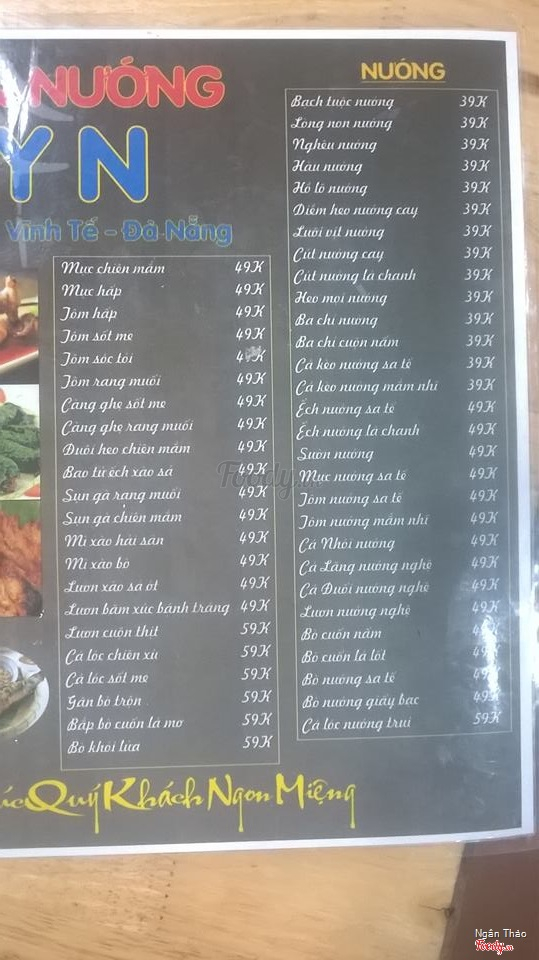 NƯỚNG
Y N
Vĩnh Tế - Đà Nẵng
Mực chiên mắm 49K
Mực hấp 49K
Tôm hấp 49K
Tôm sốt me 49K
Tôm sóc tỏi 4 K
Tôm rang muối 49K
Càng ghẹ sốt me 49K
Càng ghẹ rang muối 49K
Đuôi heo chiên mắm 49K
Bao tử ếch xào sả 49K
Sụn gà rang muối 49K
Sụn gà chiên mắm 49K
Mì xào hải sản 49K
Mì xào bò 49K
Lươn xào sả ớt 49K
Lươn bằm xúc bánh tráng 49K
Lươn cuộn thịt 59K
Cá lóc chiên xù 59K
Cá lóc sốt me 59K
Gân bò trộn 59K
Bắp bò cuốn lá mơ 59K
Bò khói lửa 59K
NƯỚNG
Bạch tuộc nướng 39K
Lòng non nướng 39K
Nghêu nướng 39K
Hàu nướng 39K
Hồ lô nướng 39K
Diềm heo nướng cay 39K
Lưỡi vịt nướng 39K
Cút nướng cay 39K
Cút nướng lá chanh 39K
Heo mọi nướng 39K
Ba chỉ nướng 39K
Ba chỉ cuộn nấm 39K
Cá kèo nướng sa tế 39K
Cá kèo nướng mắm nhỉ 39K
Ếch nướng sa tế 49K
Ếch nướng lá chanh 49K
Sườn nướng 49K
Mực nướng sa tế 49K
Tôm nướng sa tế 49K
Tôm nướng mắm nhỉ 49K
Cá Nhói nướng 49K
Cá Lăng nướng nghệ 49K
Cá Đuối nướng nghệ 49K
Lươn nướng nghệ 49K
Bò cuốn nấm 49K
Bò cuốn lá lốt 49K
Bò nướng sa tế 49K
Bò nướng giấy bạc 49K
Cá lóc nướng trui 59K
Quý Khách Ngon Miệng
Foody.vn
Ngân Thảo
Foody.vn